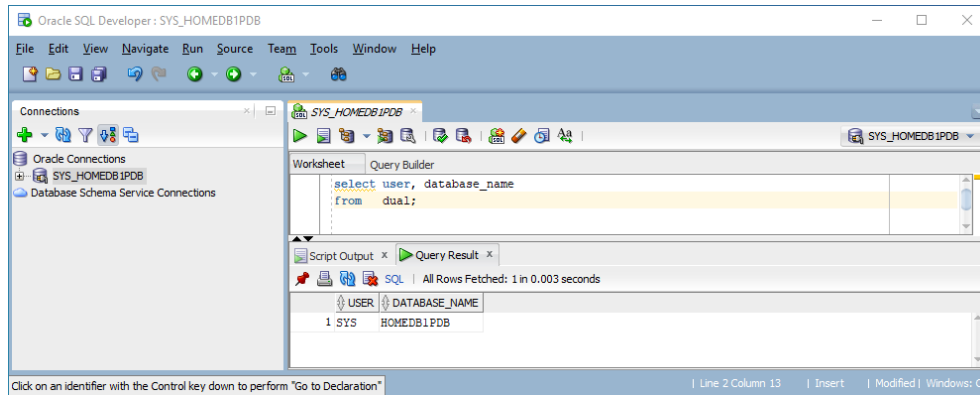 Oracle SQL Developer : SYS_HOMEDB1PDB
File Edit View Navigate Run Source Team Tools Window Help
Connections
Oracle Connections
SYS_HOMEDB1PDB
Database Schema Service Connections
SYS_HOMEDB1PDB
SYS_HOMEDB1PDB
Worksheet Query Builder
select user, database_name
from dual;
Script Output Query Result
SQL | All Rows Fetched: 1 in 0.003 seconds
USER DATABASE_NAME
1 SYS HOMEDB1PDB
Click on an identifier with the Control key down to perform "Go to Declaration"
| Line 2 Column 13 | Insert | Modified | Windows: